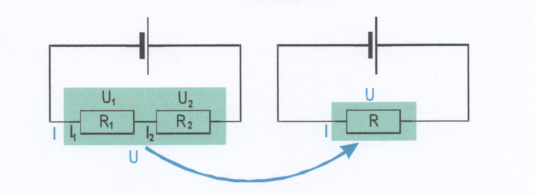 U₁ U₂
R₁ R₂
I I₁ I₂
U
U
R
I